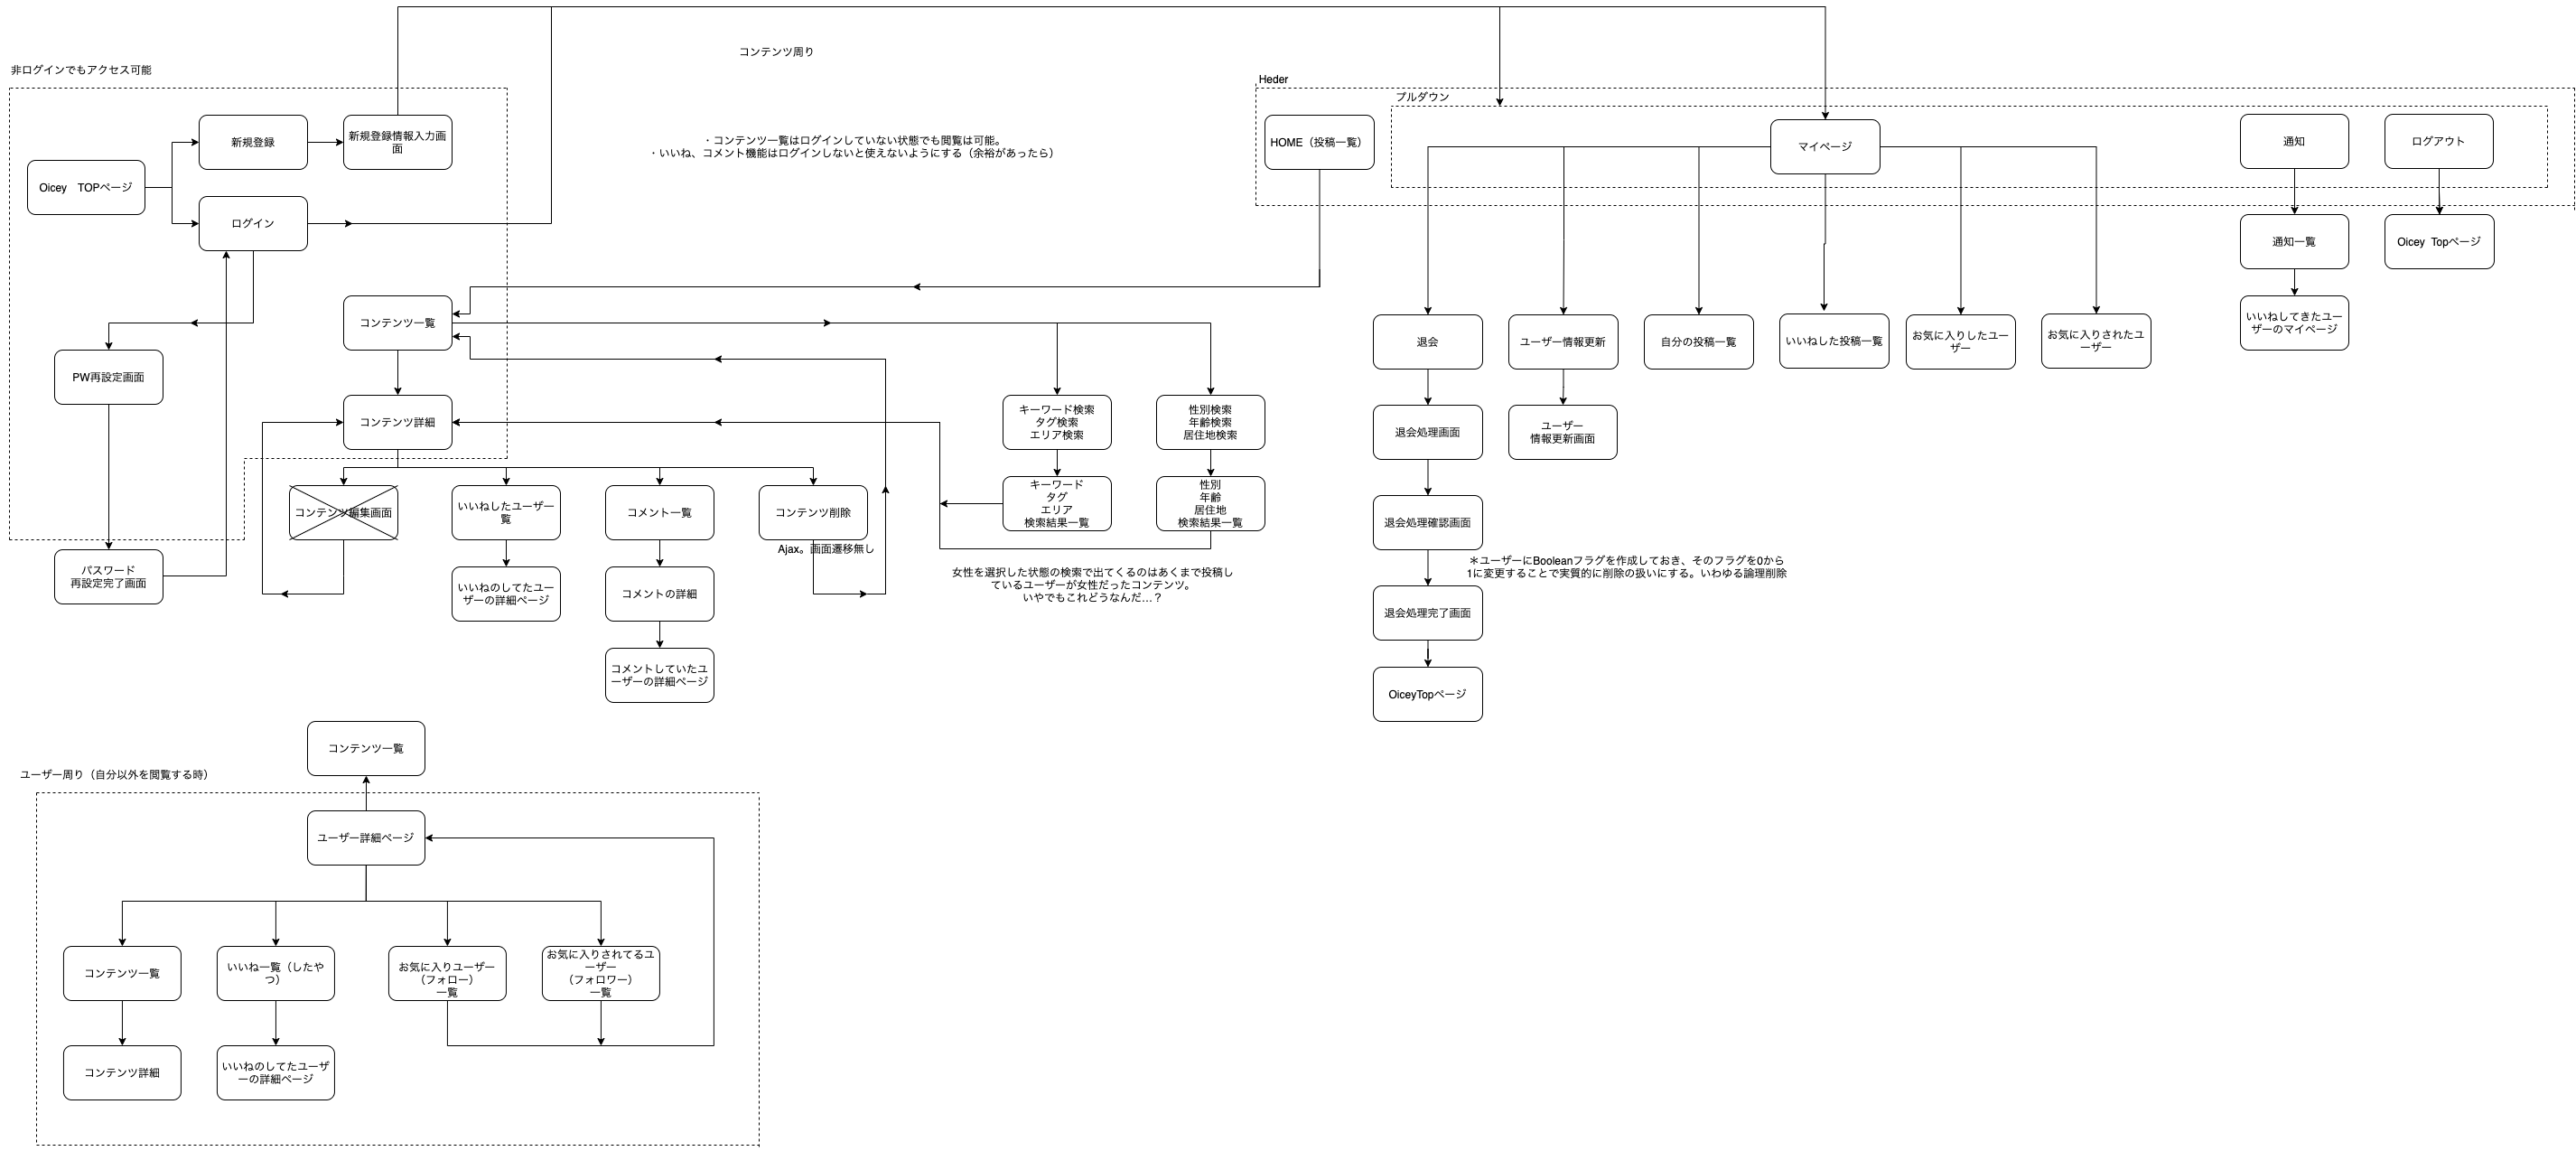 コンテンツ周り
非ログインでもアクセス可能
Heder
プルダウン
新規登録
新規登録情報入力画
面
・コンテンツ一覧はログインしていない状態でも閲覧は可能。
・いいね、コメント機能はログインしないと使えないようにする（余裕があったら）
HOME（投稿一覧）
マイページ
通知
ログアウト
Oicey　TOPページ
ログイン
通知一覧
Oicey Topページ
コンテンツ一覧
いいねしてきたユー
ザーのマイページ
退会
ユーザー情報更新
自分の投稿一覧
いいねした投稿一覧
お気に入りしたユー
ザー
お気に入りされたユ
ーザー
PW再設定画面
コンテンツ詳細
キーワード検索
タグ検索
エリア検索
性別検索
年齢検索
居住地検索
退会処理画面
ユーザー
情報更新画面
コンテンツ編集画面
いいねしたユーザー一
覧
コメント一覧
コンテンツ削除
Ajax。画面遷移無し
キーワード
タグ
エリア
検索結果一覧
性別
年齢
居住地
検索結果一覧
退会処理確認画面
パスワード
再設定完了画面
いいねのしてたユー
ザーの詳細ページ
コメントの詳細
女性を選択した状態の検索で出てくるのはあくまで投稿し
ているユーザーが女性だったコンテンツ。
いやでもこれどうなんだ…？
＊ユーザーにBooleanフラグを作成しておき、そのフラグを0から
1に変更することで実質的に削除の扱いにする。いわゆる論理削除
退会処理完了画面
コメントしていたユ
ーザーの詳細ページ
OiceyTopページ
コンテンツ一覧
ユーザー周り（自分以外を閲覧する時）
ユーザー詳細ページ
コンテンツ一覧
いいね一覧（したや
つ）
お気に入りユーザー
（フォロー）
一覧
お気に入りされてるユ
ーザー
（フォロワー）
一覧
コンテンツ詳細
いいねのしてたユーザ
ーの詳細ページ